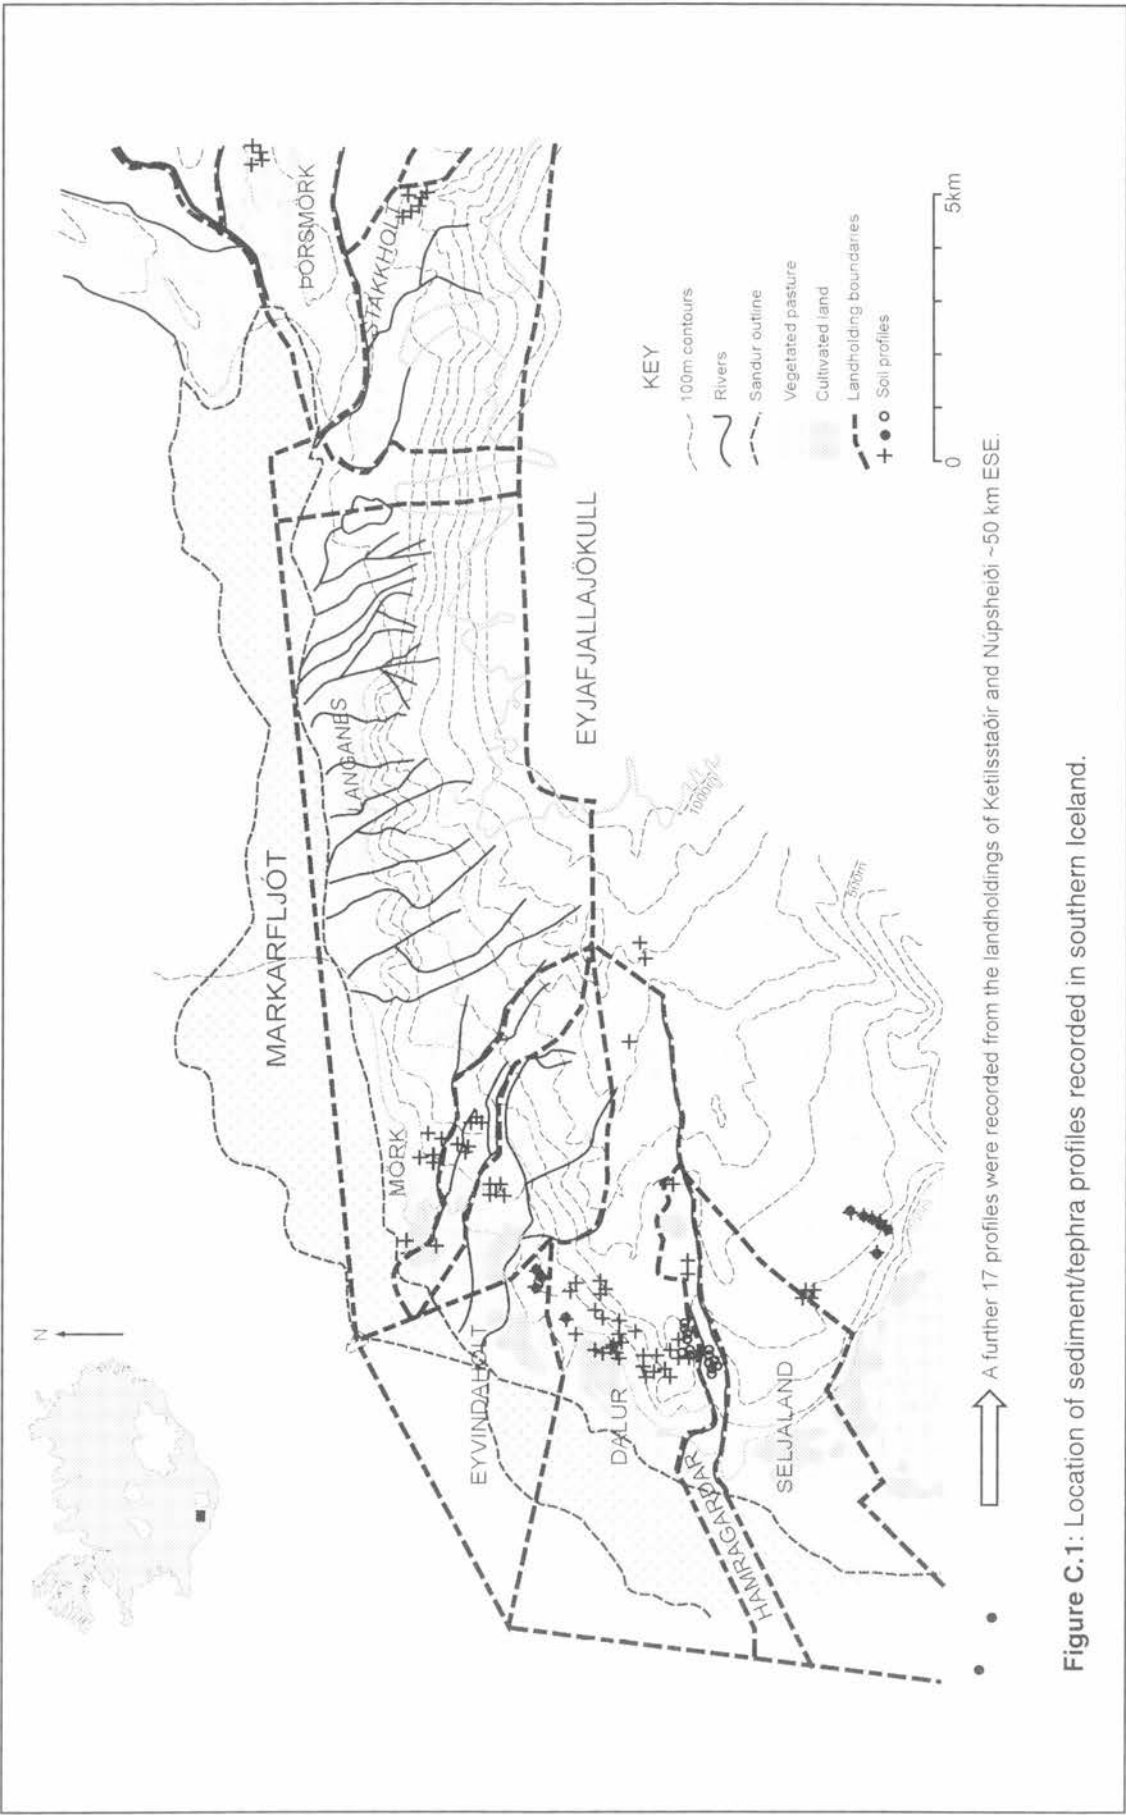 N
MARKARFLJÓT
ÞORSMÖRK
STAKKHOLT
LANGANES
MÖRK
EYJAFJALLAJÖKULL
EYVINDALHOLT
DALUR
HAMRAGARÐAR
SELJALAND
1000m
500m
KEY
100m contours
Rivers
Sandur outline
Vegetated pasture
Cultivated land
Landholding boundaries
Soil profiles
0
5km
A further 17 profiles were recorded from the landholdings of Ketilsstaðir and Núpsheiði ~50 km ESE.
Figure C.1: Location of sediment/tephra profiles recorded in southern Iceland.